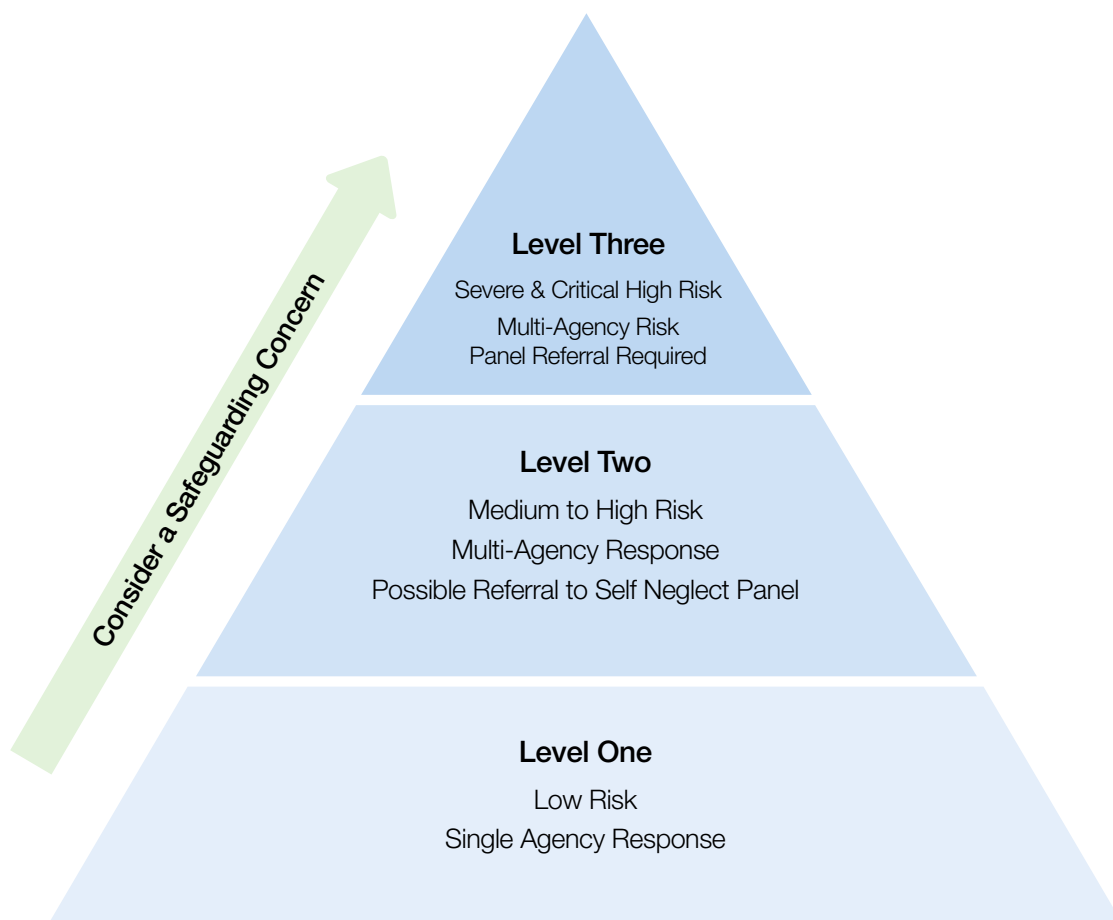 Consider a Safeguarding Concern
Level Three
Severe & Critical High Risk
Multi-Agency Risk
Panel Referral Required
Level Two
Medium to High Risk
Multi-Agency Response
Possible Referral to Self Neglect Panel
Level One
Low Risk
Single Agency Response